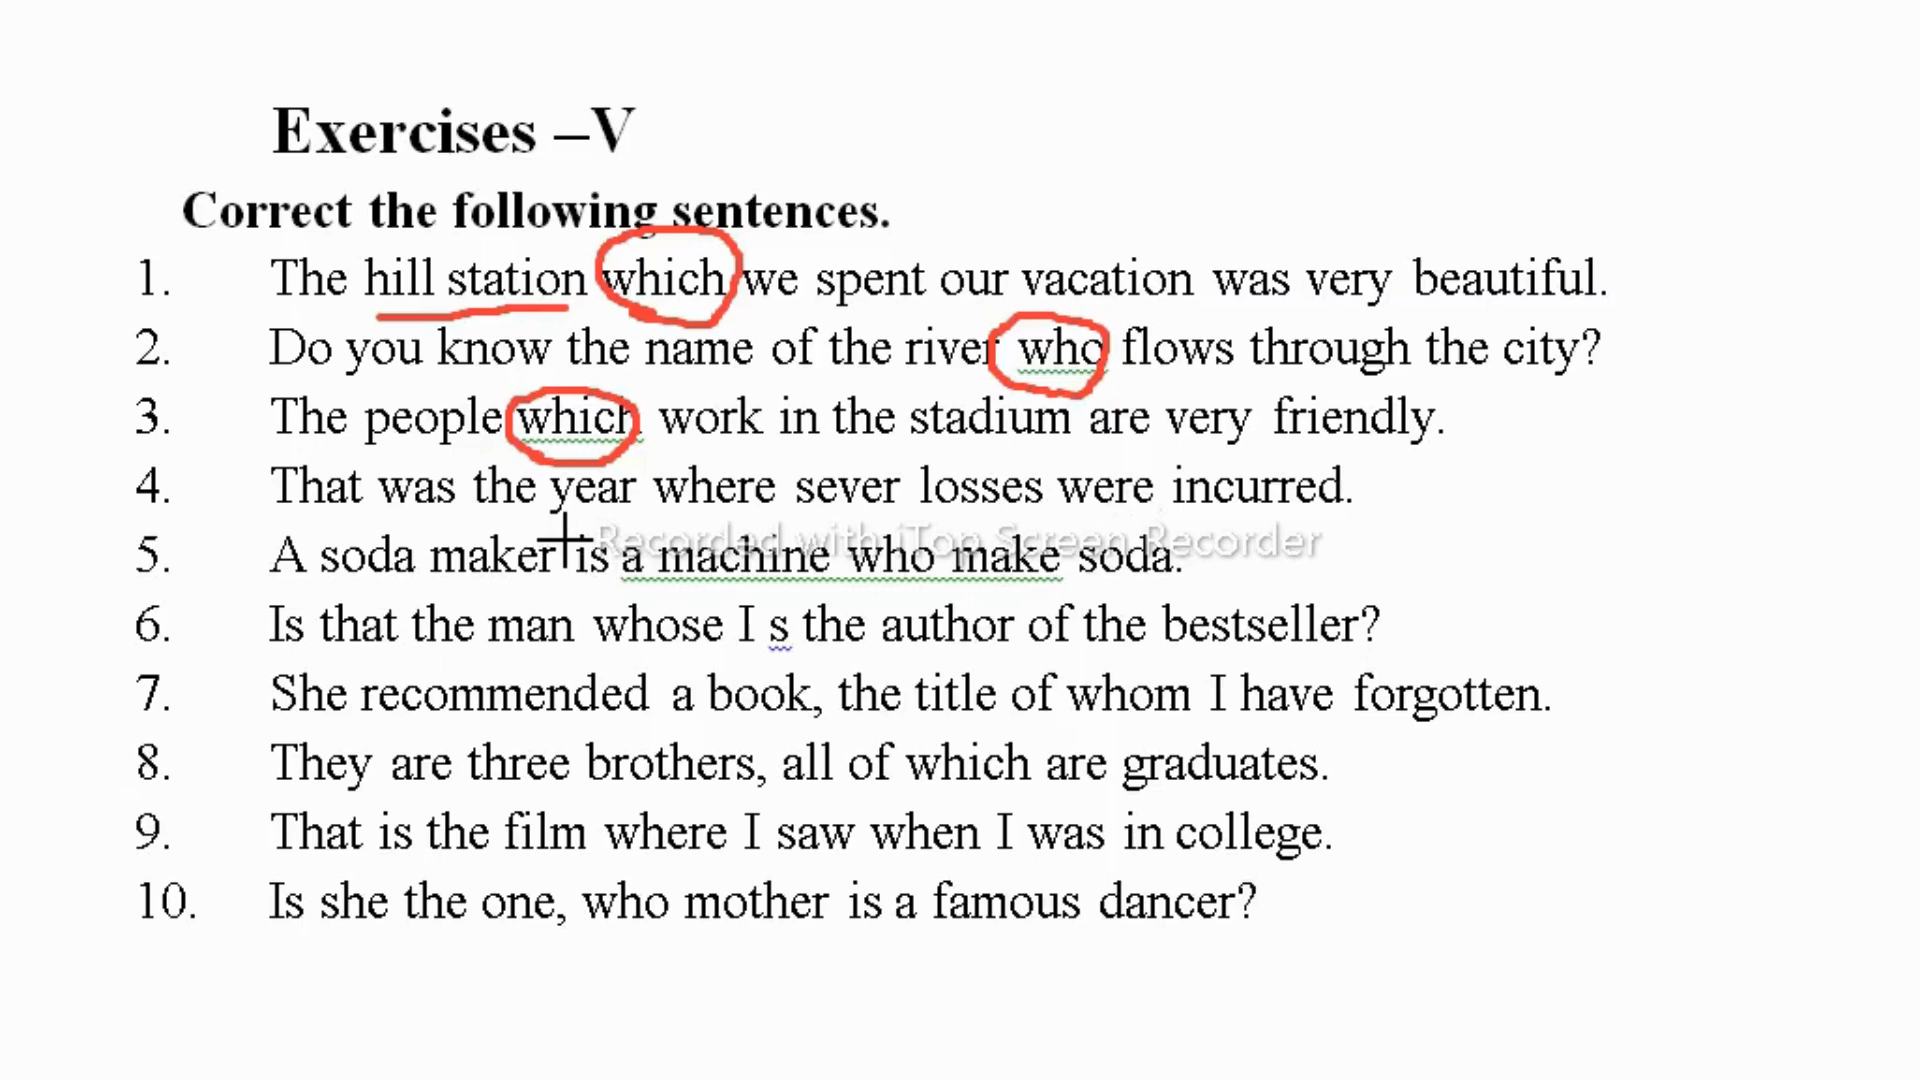 Exercises –V
Correct the following sentences.
1. The hill station which we spent our vacation was very beautiful.
2. Do you know the name of the river who flows through the city?
3. The people which work in the stadium are very friendly.
4. That was the year where sever losses were incurred.
Recorded with iTop Screen Recorder
5. A soda maker is a machine who make soda.
6. Is that the man whose I s the author of the bestseller?
7. She recommended a book, the title of whom I have forgotten.
8. They are three brothers, all of which are graduates.
9. That is the film where I saw when I was in college.
10. Is she the one, who mother is a famous dancer?